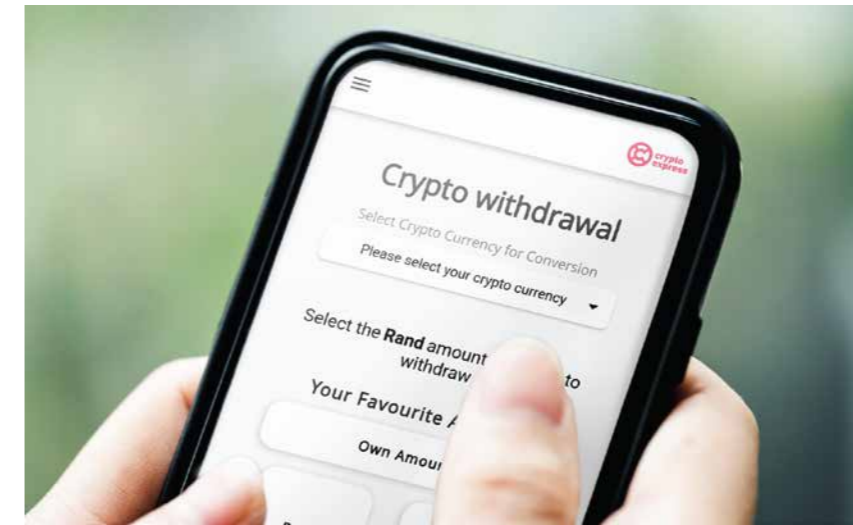 crypto
express
Crypto withdrawal
Select Crypto Currency for Conversion
Please select your crypto currency
Select the Rand amount to
withdraw
Your Favourite
Own